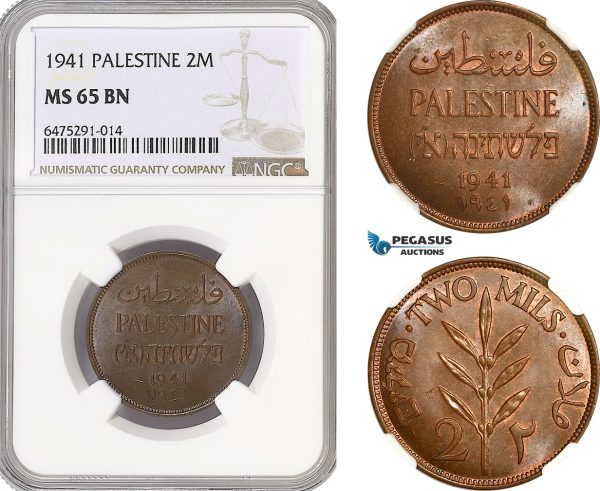 1941 PALESTINE 2M
MS 65 BN
6475291-014
NUMISMATIC GUARANTY COMPANY
NGC®
فلسطين
PALESTINE
פלשתינה (א״י)
1941
١٩٤١
فلسطين
PALESTINE
פלשתינה (א״י)
1941
١٩٤١
PEGASUS
AUCTIONS
· TWO MILS ·
מילים
ملان
2 ٢